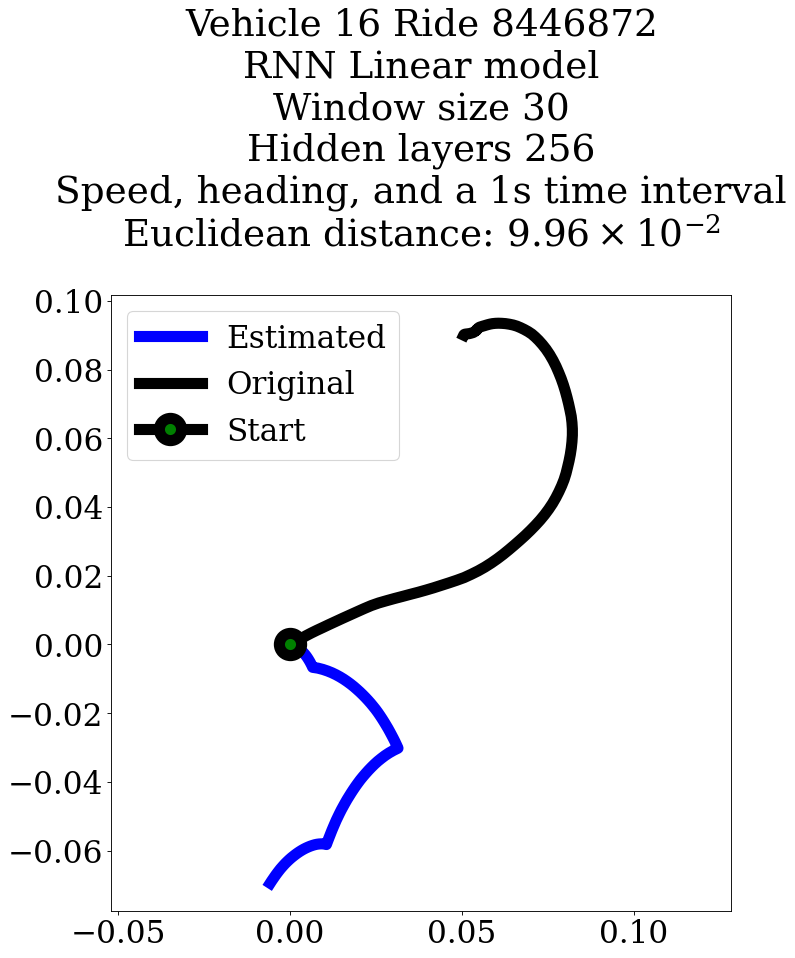 Vehicle 16 Ride 8446872
RNN Linear model
Window size 30
Hidden layers 256
Speed, heading, and a 1s time interval
Euclidean distance: 9.96 × 10⁻²
Estimated
Original
Start
0.10
0.08
0.06
0.04
0.02
0.00
−0.02
−0.04
−0.06
−0.05 0.00 0.05 0.10